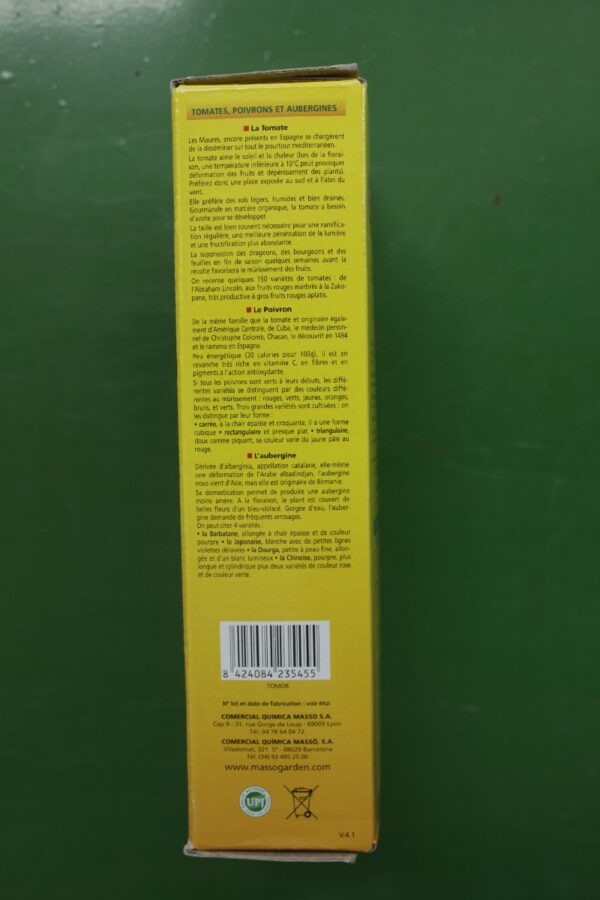 TOMATES, POIVRONS ET AUBERGINES
■ La Tomate
Les Maures, encore présents en Espagne se chargèrent
de la disséminer sur tout le pourtour méditerranéen.
La tomate aime le soleil et la chaleur (lors de la florai-
son, une température inférieure à 10°C peut provoquer
déformation des fruits et dépérissement des plants).
Préférez donc une place exposée au sud et à l'abri du
vent.
Elle préfère des sols légers, humides et bien drainés.
Gourmande en matière organique, la tomate a besoin
d'azote pour se développer.
La taille est bien souvent nécessaire pour une ramifica-
tion régulière, une meilleure pénétration de la lumière
et une fructification plus abondante.
La suppression des drageons, des bourgeons et des
feuilles en fin de saison quelques semaines avant la
récolte favorisera le mûrissement des fruits.
On recense quelques 150 variétés de tomates : de
l'Abraham Lincoln, aux fruits rouges marbrés à la Zako-
pane, très productive à gros fruits rouges aplatis.
■ Le Poivron
De la même famille que la tomate et originaire égale-
ment d'Amérique Centrale, de Cuba, le médecin person-
nel de Christophe Colomb, Chacan, le découvrit en 1494
et le ramena en Espagne.
Peu énergétique (20 calories pour 100g), il est en
revanche très riche en vitamine C, en fibres et en
pigments à l'action antioxydante.
Si tous les poivrons sont verts à leurs débuts, les diffé-
rentes variétés se distinguent par des couleurs diffé-
rentes au mûrissement : rouges, verts, jaunes, oranges,
bruns, et verts. Trois grandes variétés sont cultivées ; on
les distingue par leur forme :
• carrée, à la chair épaisse et croquante, il a une forme
cubique • rectangulaire et presque plat • triangulaire,
doux comme piquant, sa couleur varie du jaune pâle au
rouge.
■ L'aubergine
Dérivée d'alberginia, appellation catalane, elle-même
une déformation de l'Arabe albadindjan, l'aubergine
nous vient d'Asie, mais elle est originaire de Birmanie.
Sa domestication permet de produire une aubergine
moins amère. A la floraison, le plant est couvert de
belles fleurs d'un bleu-violacé. Gorgée d'eau, l'auber-
gine demande de fréquents arrosages.
On peut citer 4 variétés :
• la Barbatane, allongée à chair épaisse et de couleur
pourpre • la Japonaise, blanche avec de petites lignes
violettes délavées • la Dourga, petite à peau fine, allon-
gée et d'un blanc lumineux • la Chinoise, pourpre, plus
longue et cylindrique plus deux variétés de couleur rose
et de couleur verte.
8 424084 235455
TOMO8
N° lot et date de fabrication : voir étui
COMERCIAL QUIMICA MASSO S.A.
Cap 9 - 31, rue Gorge de Loup - 69009 Lyon
Tél. 04 78 64 04 72
COMERCIAL QUÍMICA MASSÓ, S.A.
Viladomat, 321 5° - 08029 Barcelona
Tél. (34) 93 495 25 00
www.massogarden.com
UPJ
V.4.1